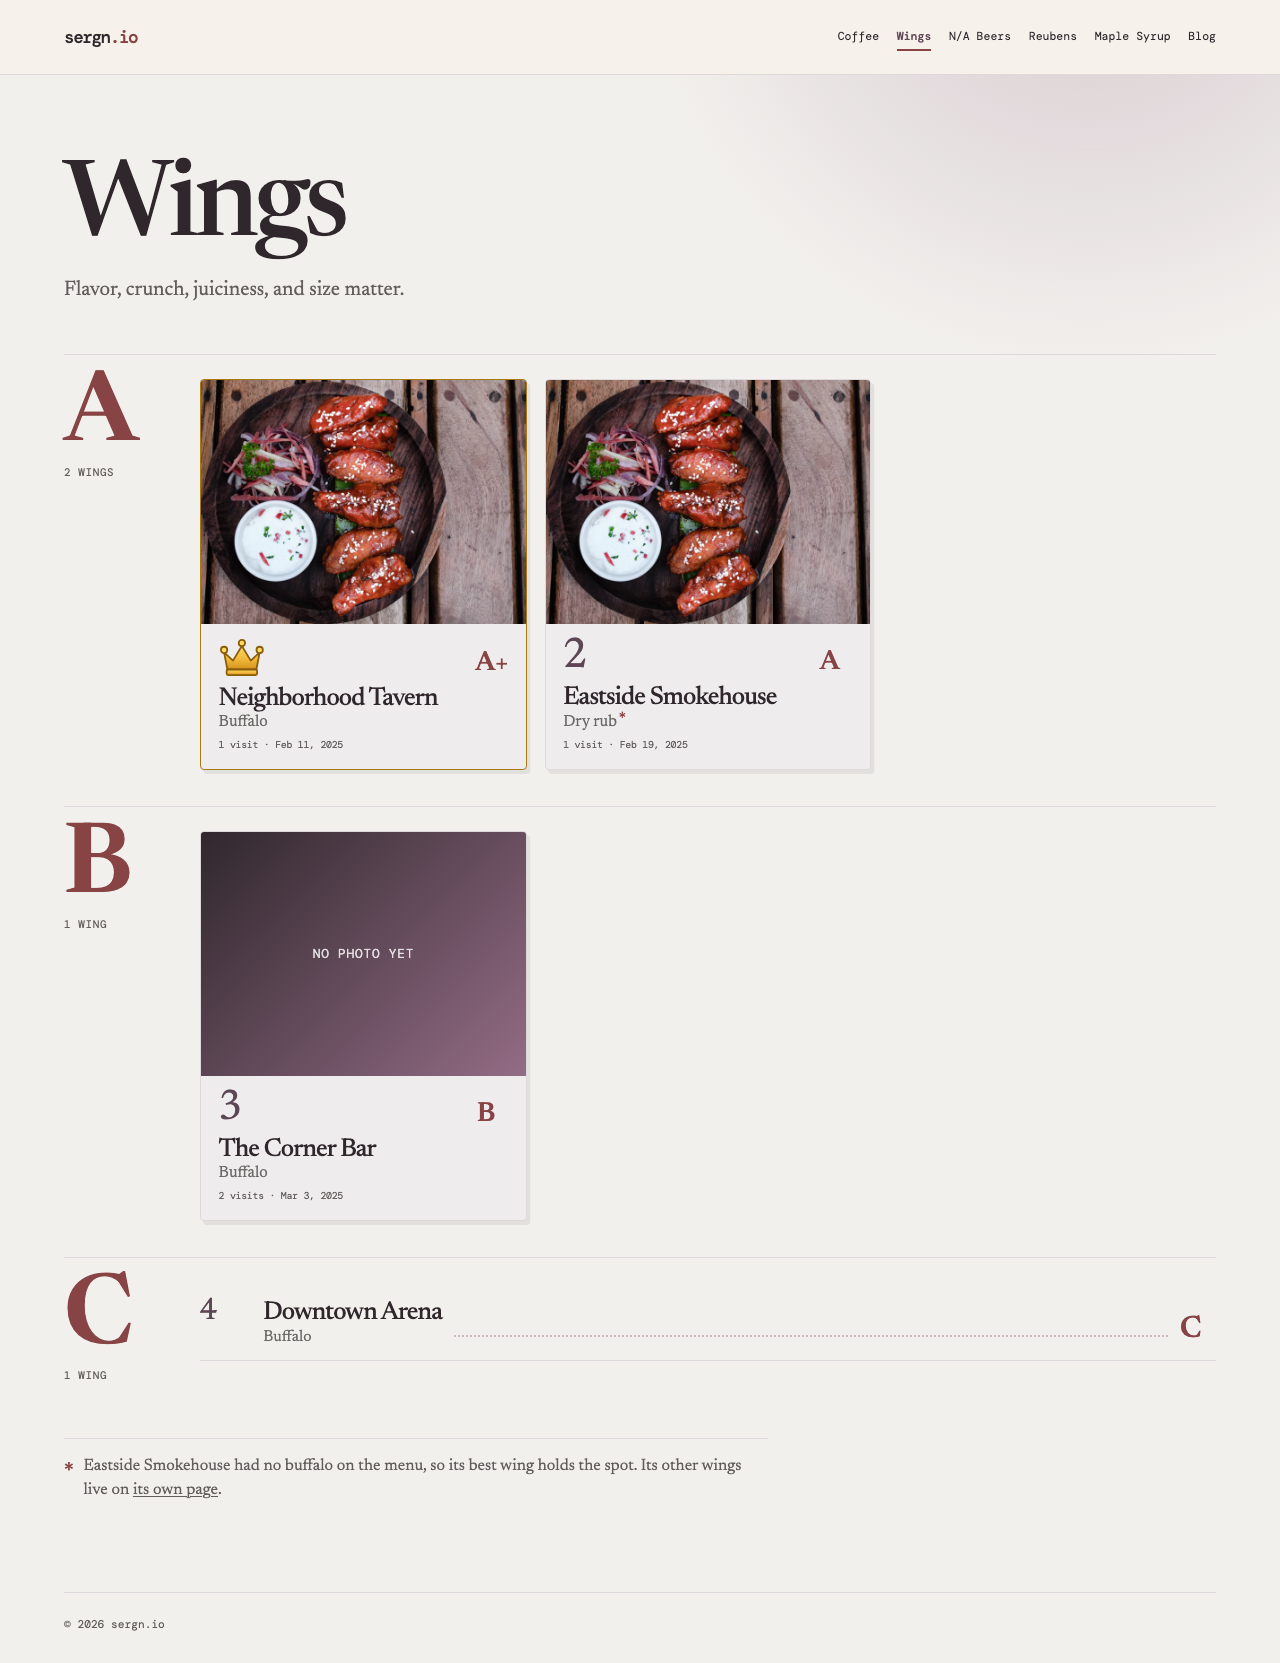 sergn.io
Coffee Wings N/A Beers Reubens Maple Syrup Blog
Wings
Flavor, crunch, juiciness, and size matter.
A
2 WINGS
A+
Neighborhood Tavern
Buffalo
1 visit · Feb 11, 2025
2
A
Eastside Smokehouse
Dry rub*
1 visit · Feb 19, 2025
B
1 WING
NO PHOTO YET
3
B
The Corner Bar
Buffalo
2 visits · Mar 3, 2025
C
1 WING
4
Downtown Arena
Buffalo
C
* Eastside Smokehouse had no buffalo on the menu, so its best wing holds the spot. Its other wings
live on its own page.
© 2026 sergn.io